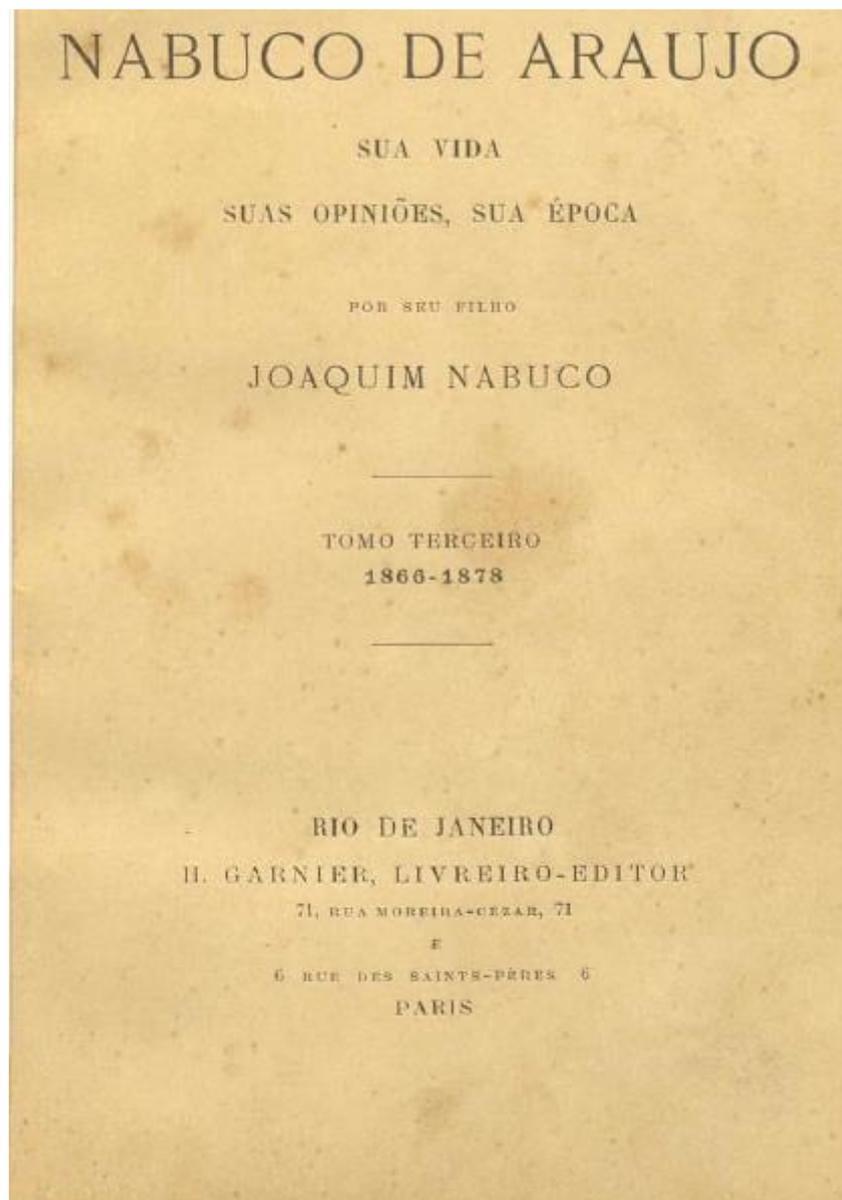 NABUCO DE ARAUJO
SUA VIDA
SUAS OPINIÕES, SUA ÉPOCA
POR SEU FILHO
JOAQUIM NABUCO
TOMO TERCEIRO
1866-1878
RIO DE JANEIRO
H. GARNIER, LIVREIRO-EDITOR
71, RUA MOREIRA-CEZAR, 71
E
6 RUE DES SAINTS-PÈRES 6
PARIS